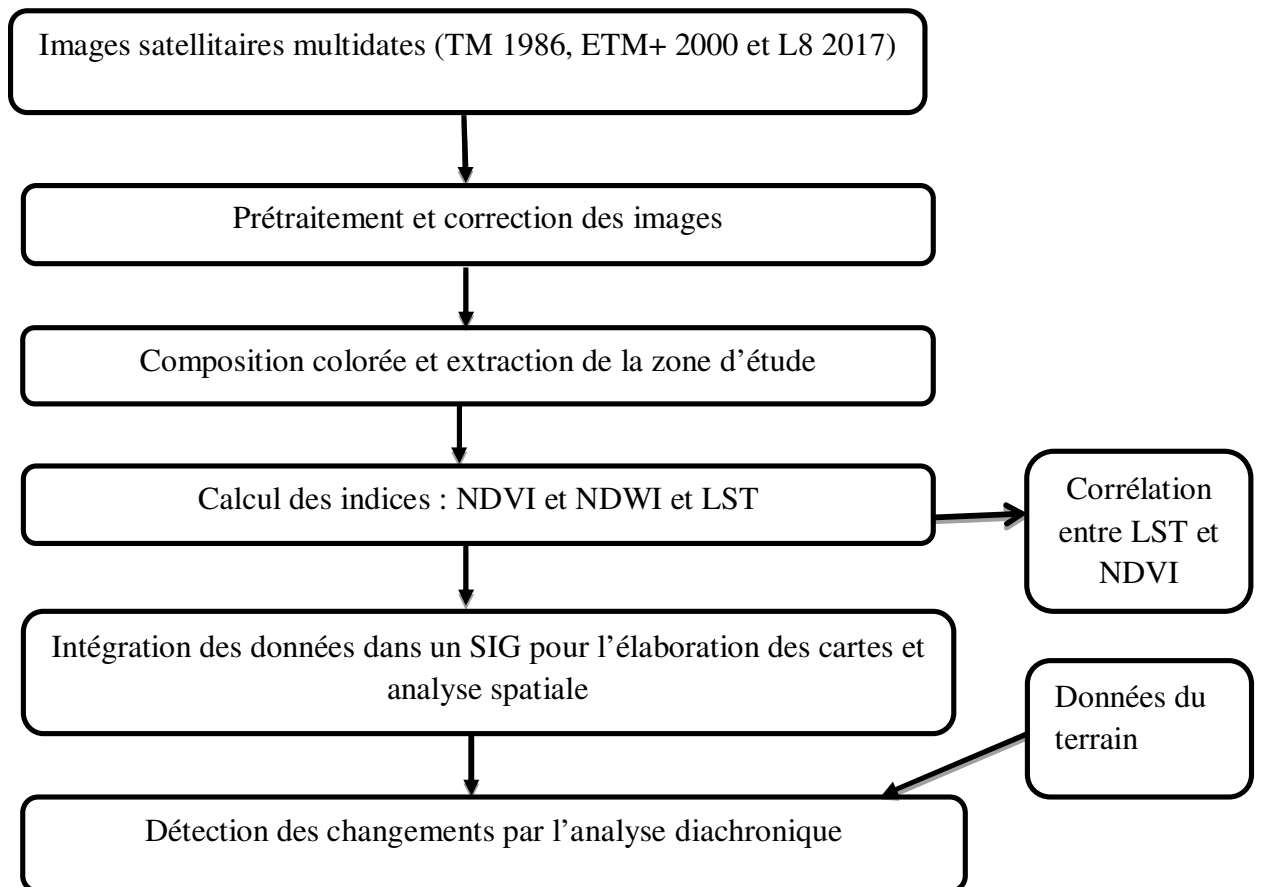 Images satellitaires multidates (TM 1986, ETM+ 2000 et L8 2017)
Prétraitement et correction des images
Composition colorée et extraction de la zone d’étude
Calcul des indices : NDVI et NDWI et LST
Corrélation
entre LST et
NDVI
Intégration des données dans un SIG pour l’élaboration des cartes et
analyse spatiale
Données du
terrain
Détection des changements par l’analyse diachronique